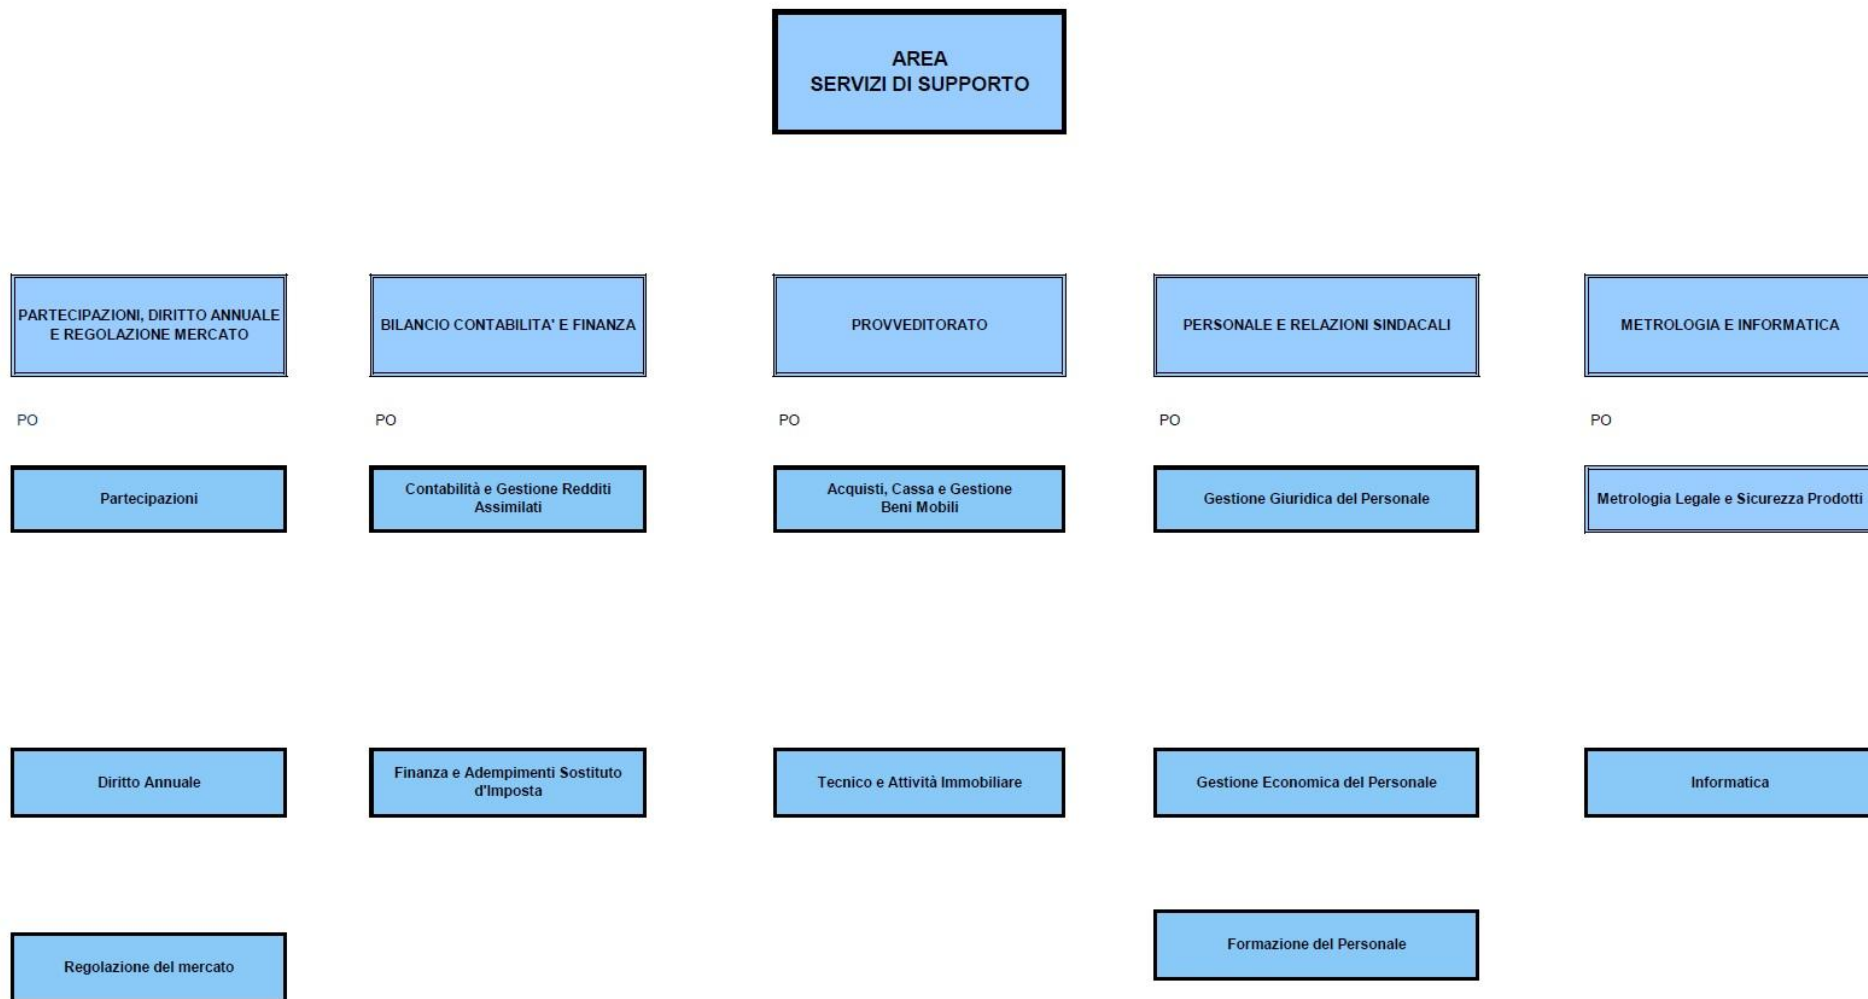 AREA
SERVIZI DI SUPPORTO
PARTECIPAZIONI, DIRITTO ANNUALE
E REGOLAZIONE MERCATO
BILANCIO CONTABILITA' E FINANZA
PROVVEDITORATO
PERSONALE E RELAZIONI SINDACALI
METROLOGIA E INFORMATICA
PO
PO
PO
PO
PO
Partecipazioni
Contabilità e Gestione Redditi
Assimilati
Acquisti, Cassa e Gestione
Beni Mobili
Gestione Giuridica del Personale
Metrologia Legale e Sicurezza Prodotti
Diritto Annuale
Finanza e Adempimenti Sostituto
d'Imposta
Tecnico e Attività Immobiliare
Gestione Economica del Personale
Informatica
Regolazione del mercato
Formazione del Personale